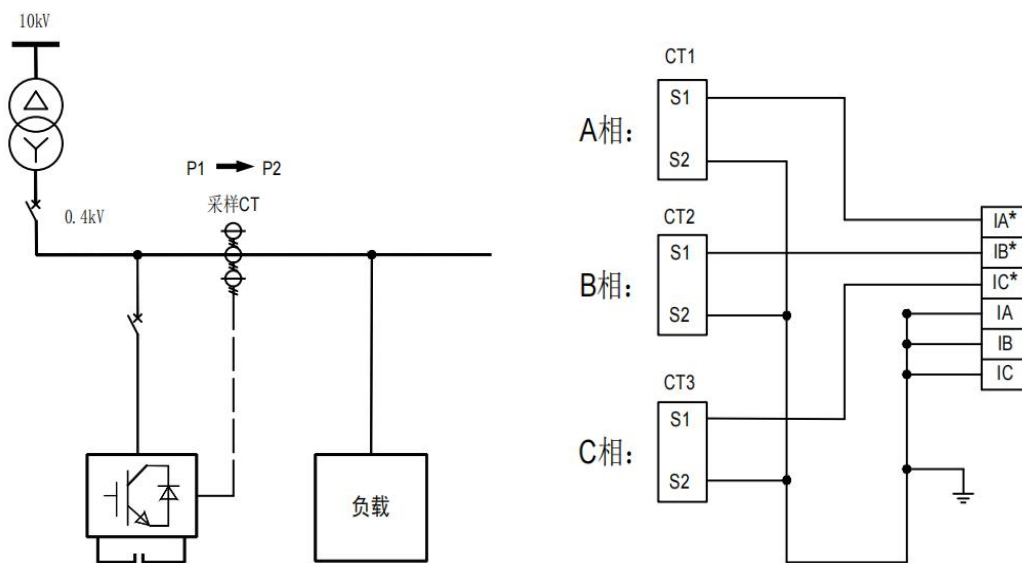 10kV
0.4kV
P1 P2
采样CT
负载
CT1
A相:
S1
S2
CT2
B相:
S1
S2
CT3
C相:
S1
S2
IA*
IB*
IC*
IA
IB
IC